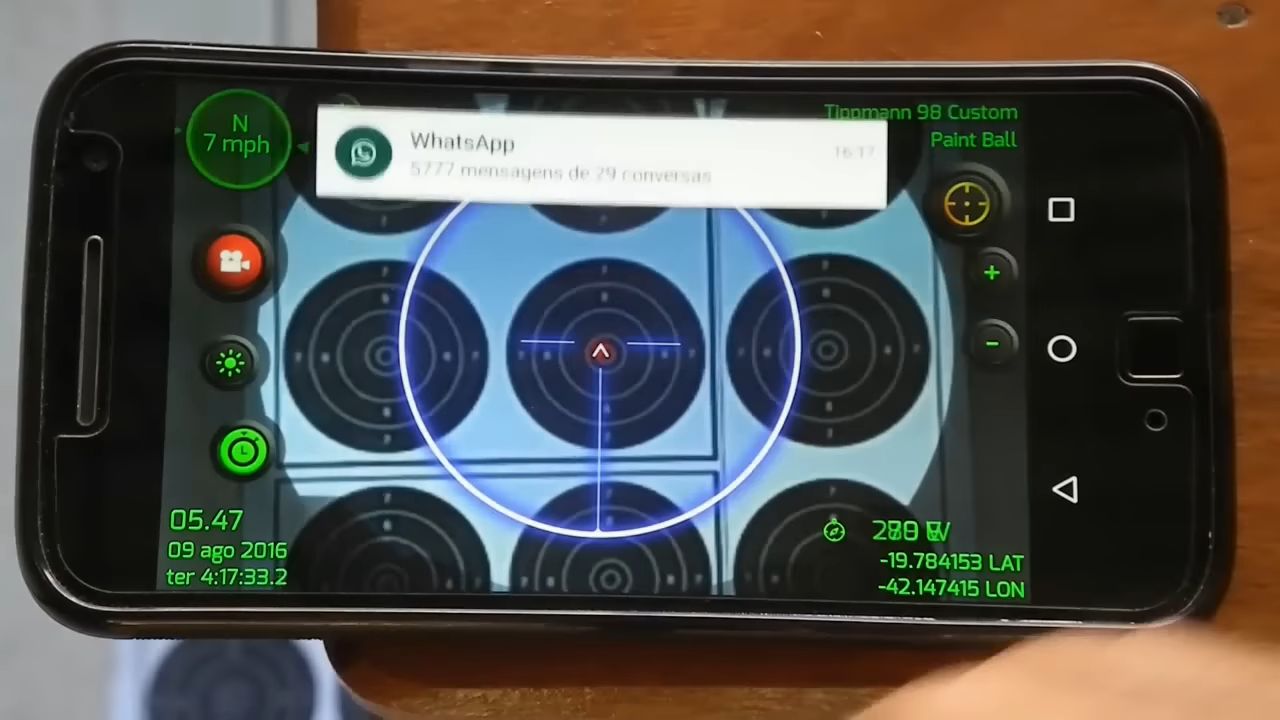 N
7 mph
WhatsApp
16:17
5777 mensagens de 29 conversas
Tippmann 98 Custom
Paint Ball
+
-
05.47
09 ago 2016
ter 4:17:33.2
W
-19.784153 LAT
-42.147415 LON